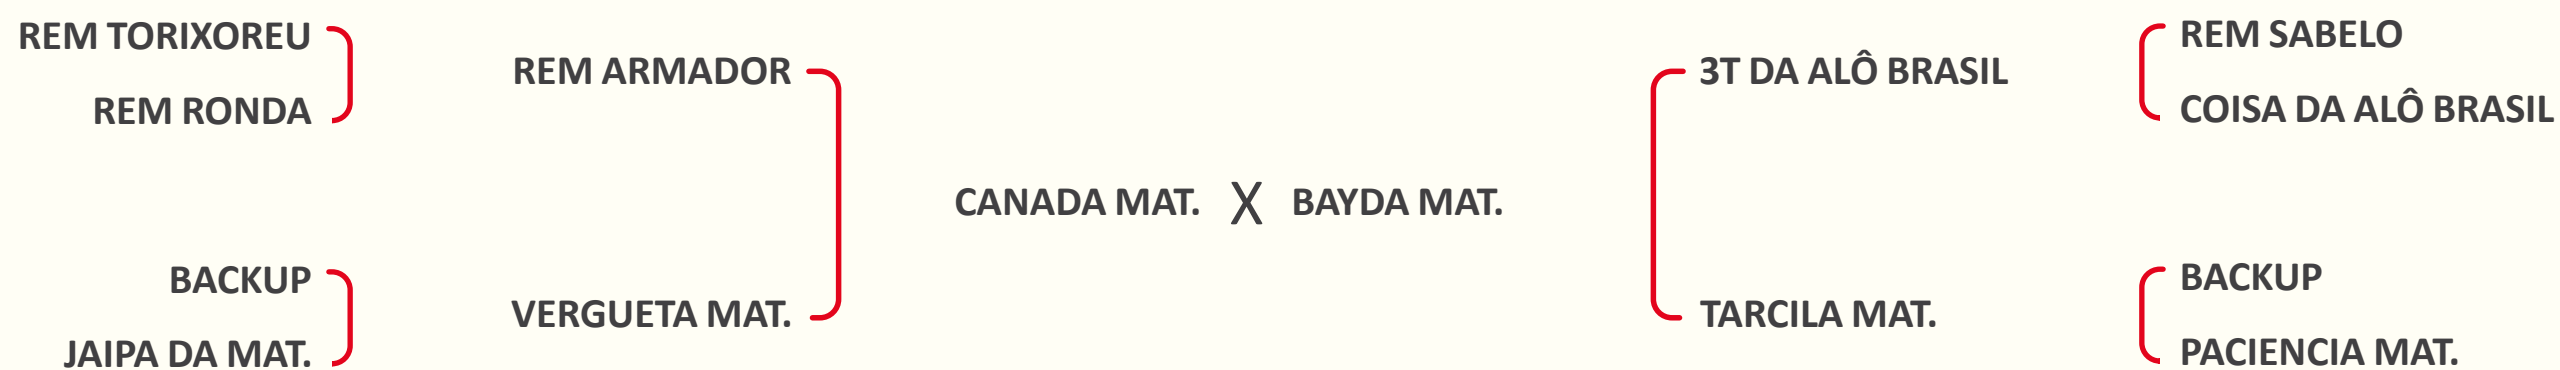 REM TORIXOREU
REM RONDA
BACKUP
JAIPA DA MAT.
REM ARMADOR
VERGUETA MAT.
CANADA MAT. X BAYDA MAT.
3T DA ALÔ BRASIL
TARCILA MAT.
REM SABELO
COISA DA ALÔ BRASIL
BACKUP
PACIENCIA MAT.